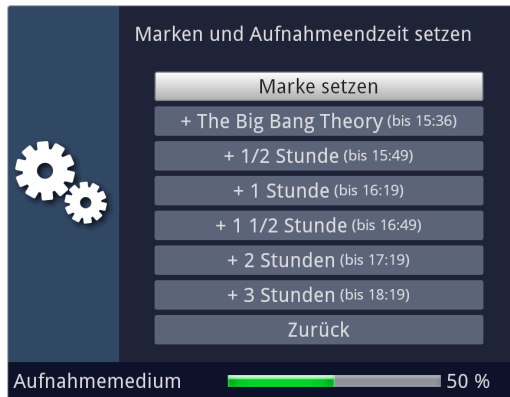 Marken und Aufnahmeendzeit setzen
Marke setzen
+ The Big Bang Theory (bis 15:36)
+ 1/2 Stunde (bis 15:49)
+ 1 Stunde (bis 16:19)
+ 1 1/2 Stunde (bis 16:49)
+ 2 Stunden (bis 17:19)
+ 3 Stunden (bis 18:19)
Zurück
Aufnahmemedium 50 %